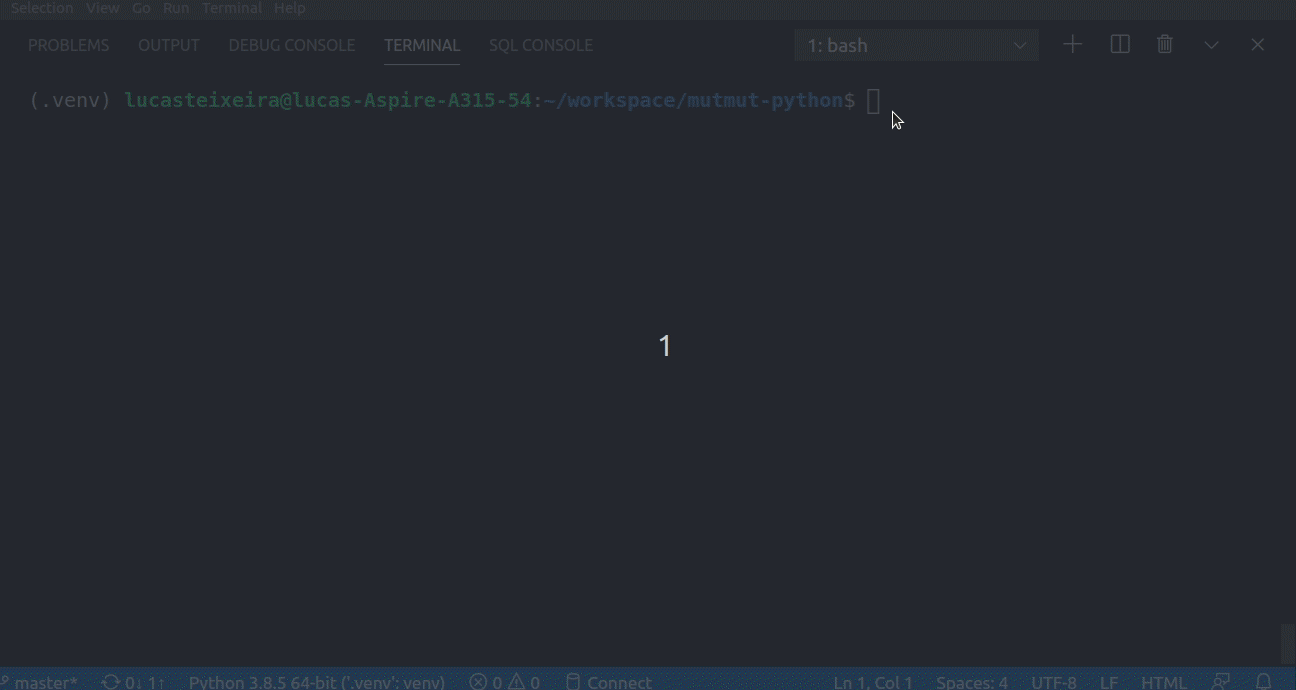 Selection View Go Run Terminal Help
PROBLEMS OUTPUT DEBUG CONSOLE TERMINAL SQL CONSOLE 1: bash
(.venv) lucasteixeira@lucas-Aspire-A315-54:~/workspace/mutmut-python$
1
master* 0↓ 1↑ Python 3.8.5 64-bit ('.venv': venv) 0 0 Connect Ln 1, Col 1 Spaces: 4 UTF-8 LF HTML